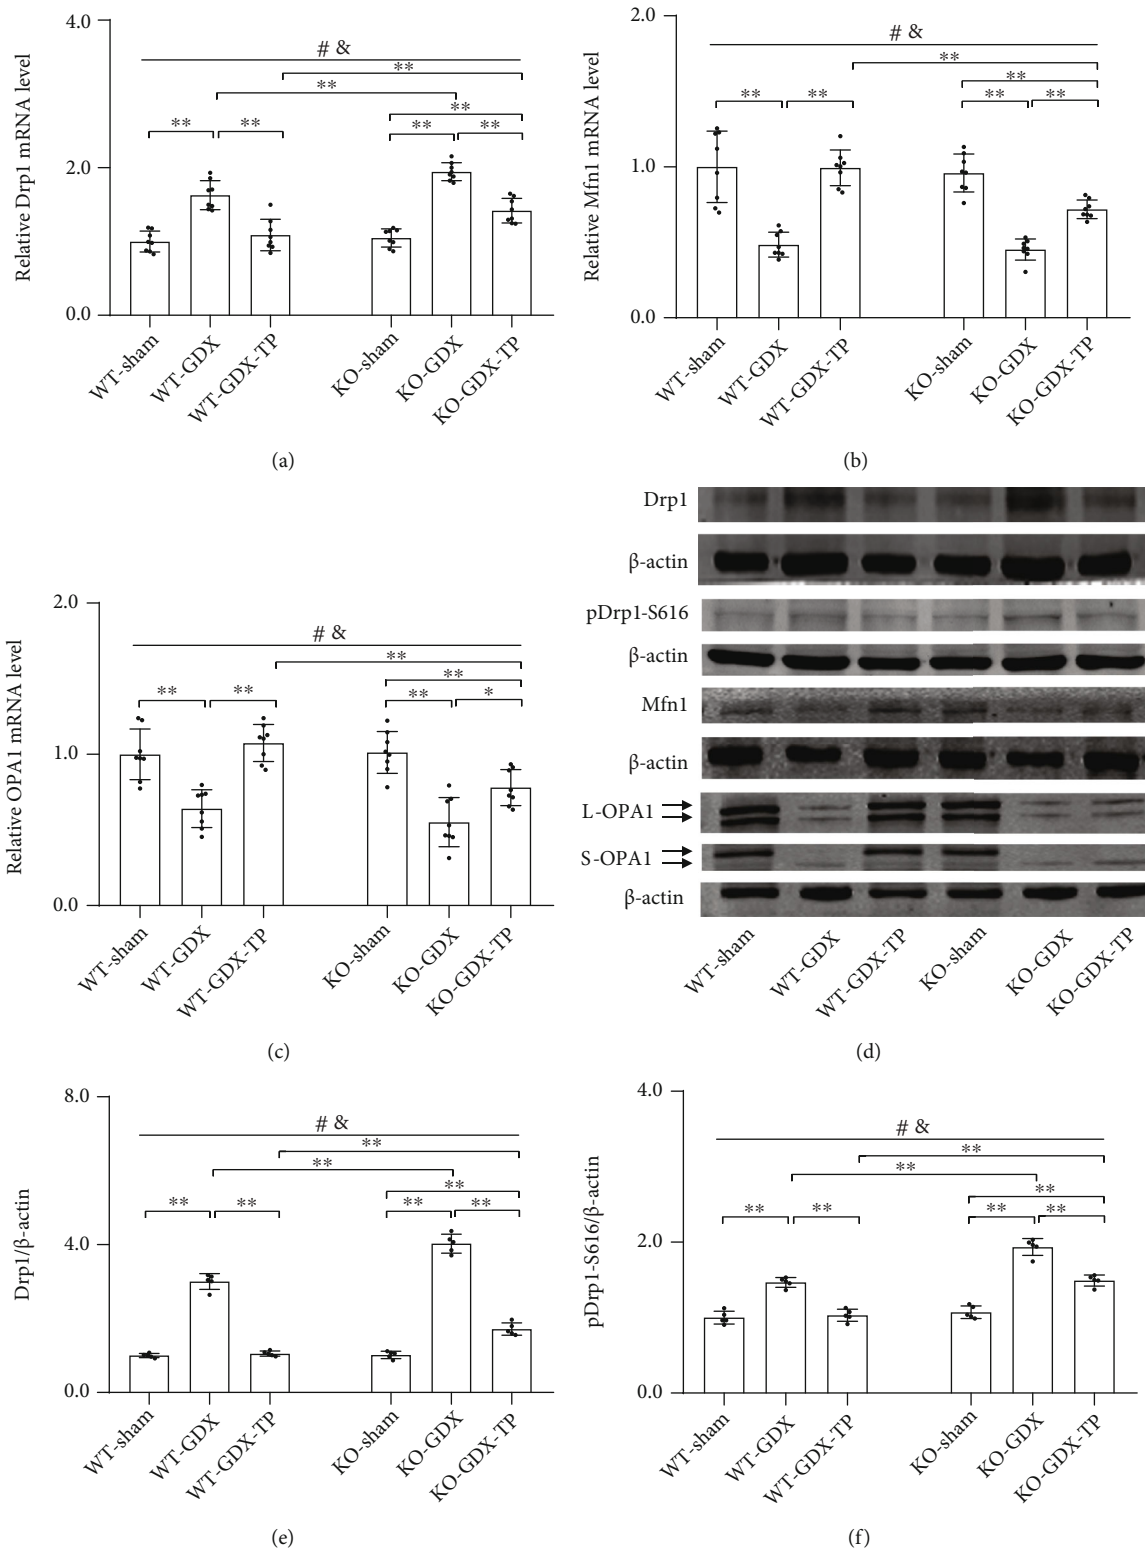 4.0
2.0
0.0
Relative Drp1 mRNA level
# &
**
**
**
**
**
**
**
WT-sham
WT-GDX
WT-GDX-TP
KO-sham
KO-GDX
KO-GDX-TP
(a)
2.0
1.0
0.0
Relative Mfn1 mRNA level
# &
**
**
**
**
**
**
WT-sham
WT-GDX
WT-GDX-TP
KO-sham
KO-GDX
KO-GDX-TP
(b)
2.0
1.0
0.0
Relative OPA1 mRNA level
# &
**
**
**
**
**
*
WT-sham
WT-GDX
WT-GDX-TP
KO-sham
KO-GDX
KO-GDX-TP
(c)
Drp1
β-actin
pDrp1-S616
β-actin
Mfn1
β-actin
L-OPA1
S-OPA1
β-actin
WT-sham
WT-GDX
WT-GDX-TP
KO-sham
KO-GDX
KO-GDX-TP
(d)
8.0
4.0
0.0
Drp1/β-actin
# &
**
**
**
**
**
**
**
WT-sham
WT-GDX
WT-GDX-TP
KO-sham
KO-GDX
KO-GDX-TP
(e)
4.0
2.0
0.0
pDrp1-S616/β-actin
# &
**
**
**
**
**
**
**
WT-sham
WT-GDX
WT-GDX-TP
KO-sham
KO-GDX
KO-GDX-TP
(f)